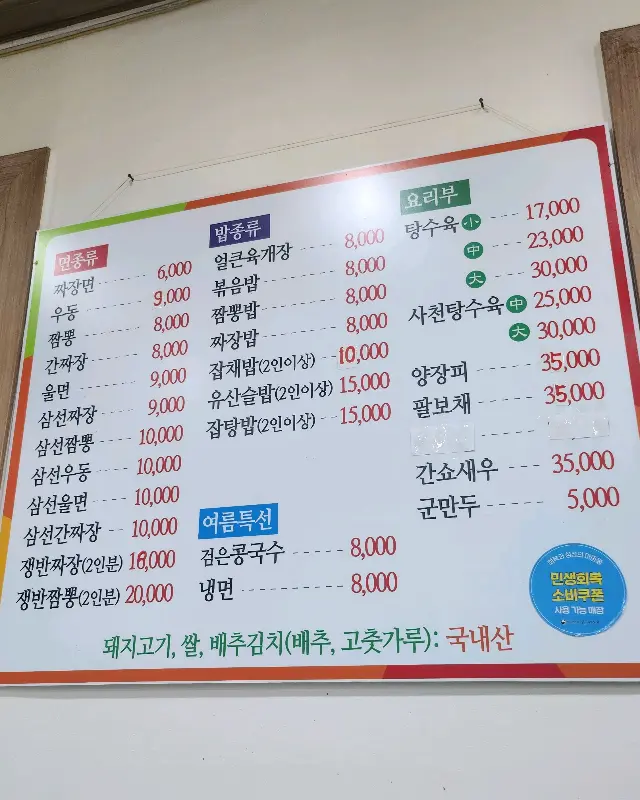 면종류
짜장면 6,000
우동 9,000
짬뽕 8,000
간짜장 8,000
울면 9,000
삼선짜장 9,000
삼선짬뽕 10,000
삼선우동 10,000
삼선울면 10,000
삼선간짜장 10,000
쟁반짜장(2인분) 18,000
쟁반짬뽕(2인분) 20,000
밥종류
얼큰육개장 8,000
볶음밥 8,000
짬뽕밥 8,000
짜장밥 8,000
잡채밥(2인이상) 10,000
유산슬밥(2인이상) 15,000
잡탕밥(2인이상) 15,000
여름특선
검은콩국수 8,000
냉면 8,000
요리부
탕수육 小 17,000
中 23,000
大 30,000
사천탕수육 中 25,000
大 30,000
양장피 35,000
팔보채 35,000
간쇼새우 35,000
군만두 5,000
민생회복
소비쿠폰
사용 가능 매장
돼지고기, 쌀, 배추김치(배추, 고춧가루): 국내산